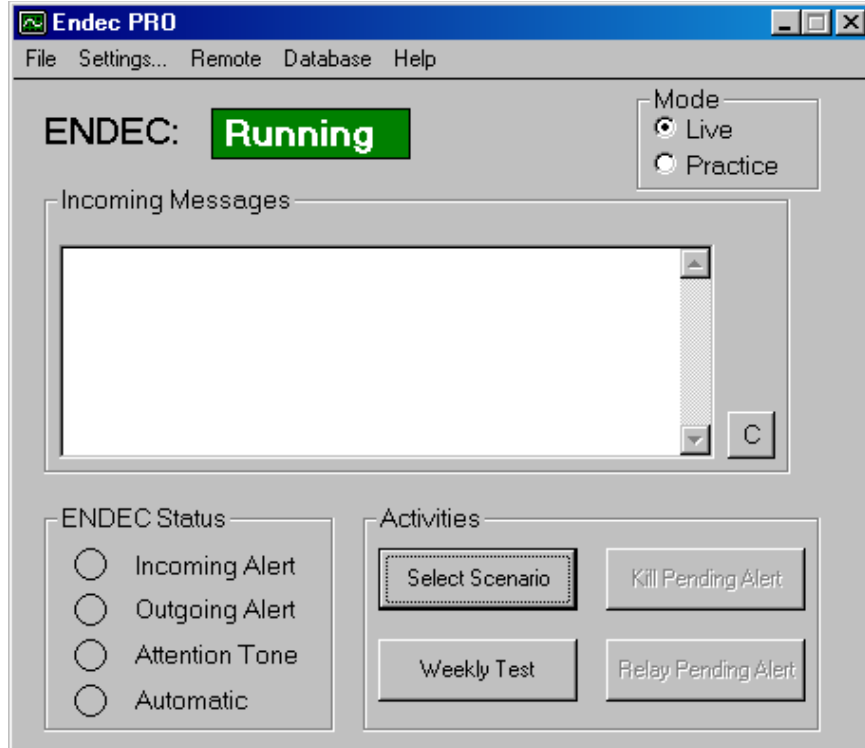 Endec PRO
File Settings... Remote Database Help
ENDEC: Running
Mode
Live
Practice
Incoming Messages
C
ENDEC Status
Incoming Alert
Outgoing Alert
Attention Tone
Automatic
Activities
Select Scenario Kill Pending Alert
Weekly Test Relay Pending Alert